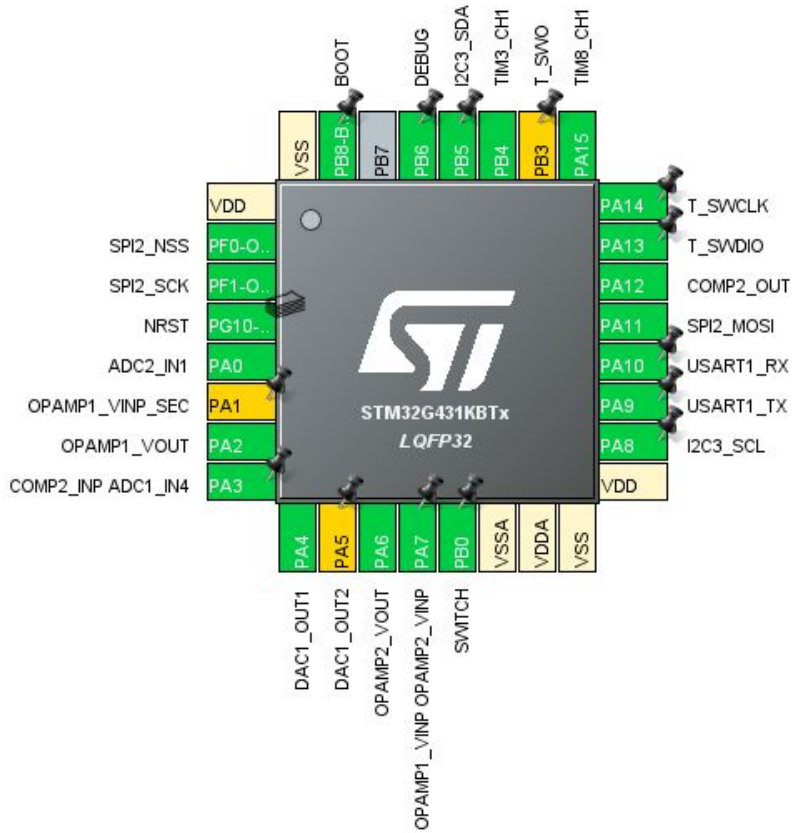 BOOT
DEBUG
I2C3_SDA
TIM3_CH1
T_SWO
TIM8_CH1
VSS
PB8-B..
PB7
PB6
PB5
PB4
PB3
PA15
VDD
SPI2_NSS PF0-O..
SPI2_SCK PF1-O..
NRST PG10-..
ADC2_IN1 PA0
OPAMP1_VINP_SEC PA1
OPAMP1_VOUT PA2
COMP2_INP ADC1_IN4 PA3
ST
STM32G431KBTx
LQFP32
PA14 T_SWCLK
PA13 T_SWDIO
PA12 COMP2_OUT
PA11 SPI2_MOSI
PA10 USART1_RX
PA9 USART1_TX
PA8 I2C3_SCL
VDD
PA4
PA5
PA6
PA7
PB0
VSSA
VDDA
VSS
DAC1_OUT1
DAC1_OUT2
OPAMP2_VOUT
OPAMP1_VINP OPAMP2_VINP
SWITCH